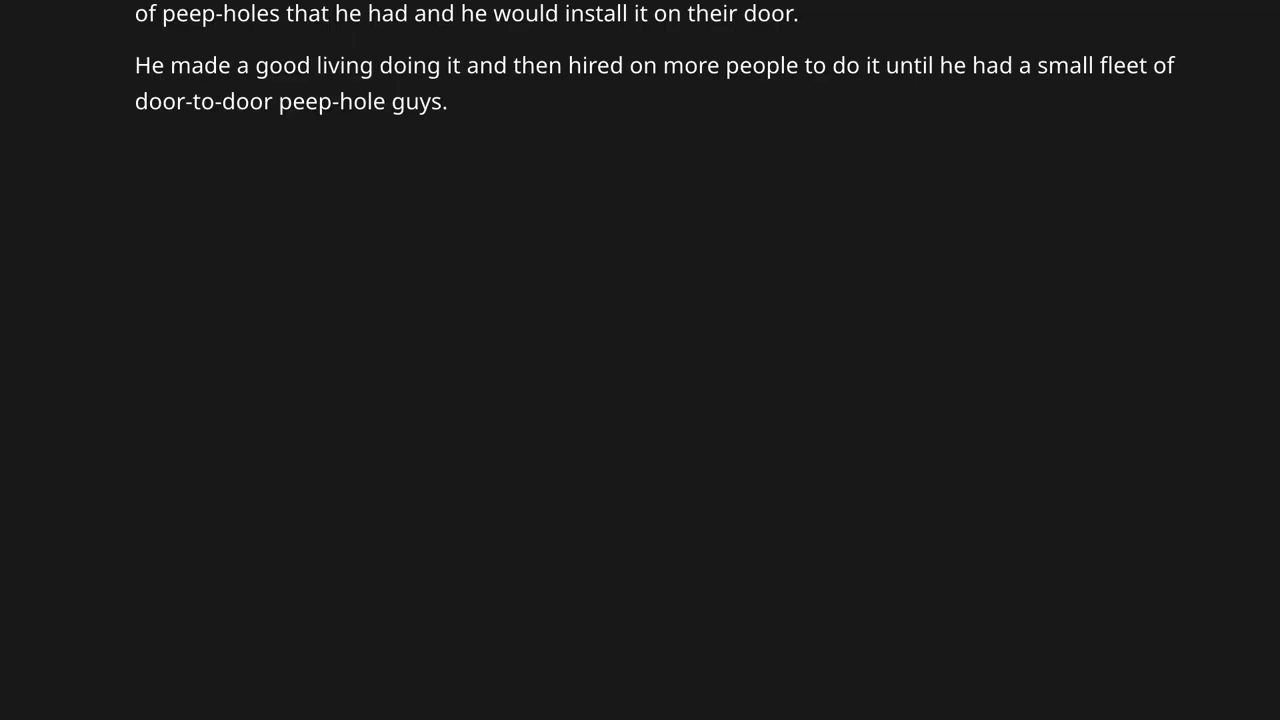 of peep-holes that he had and he would install it on their door.
He made a good living doing it and then hired on more people to do it until he had a small fleet of
door-to-door peep-hole guys.